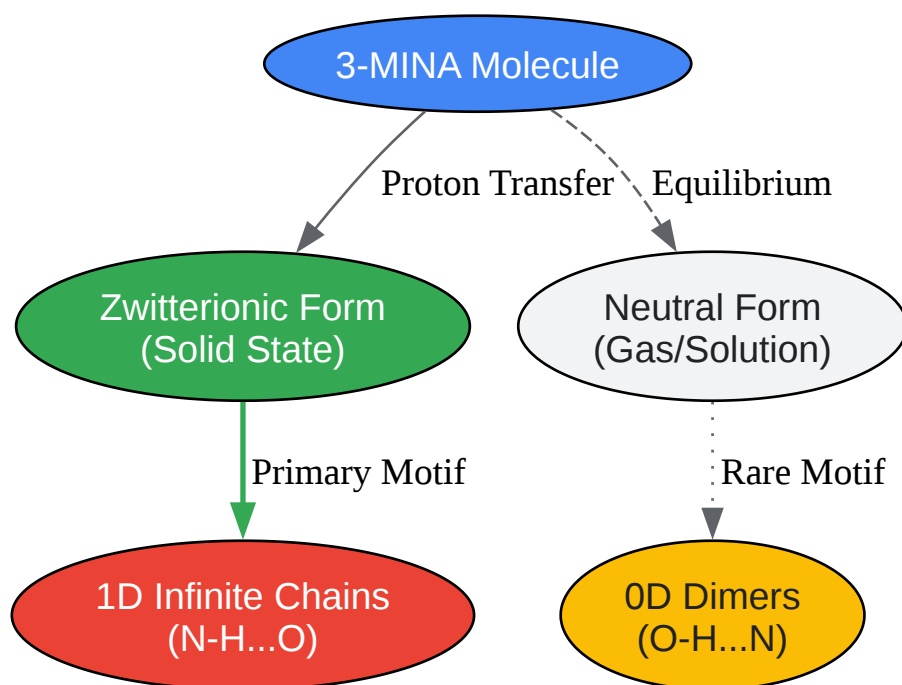 3-MINA Molecule
Proton Transfer
Equilibrium
Zwitterionic Form
(Solid State)
Neutral Form
(Gas/Solution)
Primary Motif
Rare Motif
1D Infinite Chains
(N-H...O)
0D Dimers
(O-H...N)